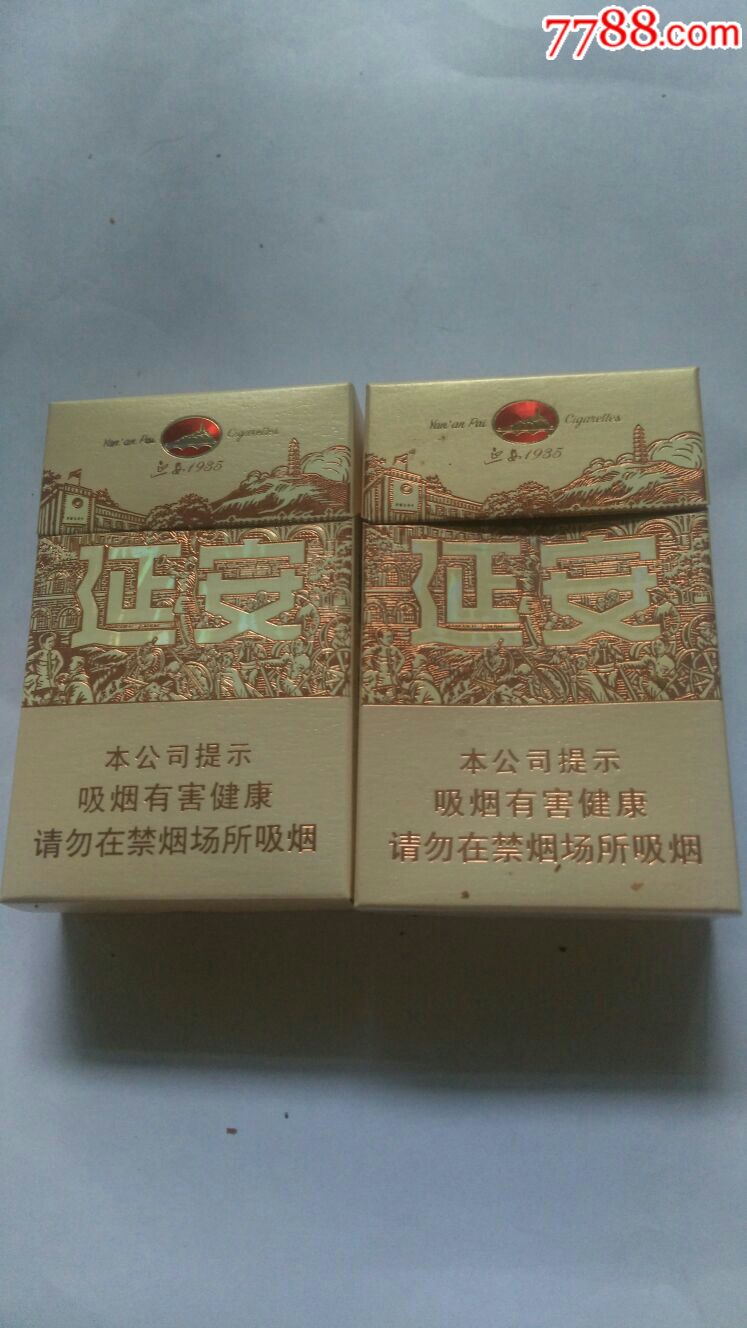 7788.com
Yan'an Pai Cigarettes
延安1935
延安
本公司提示
吸烟有害健康
请勿在禁烟场所吸烟
Yan'an Pai Cigarettes
延安1935
延安
本公司提示
吸烟有害健康
请勿在禁烟场所吸烟